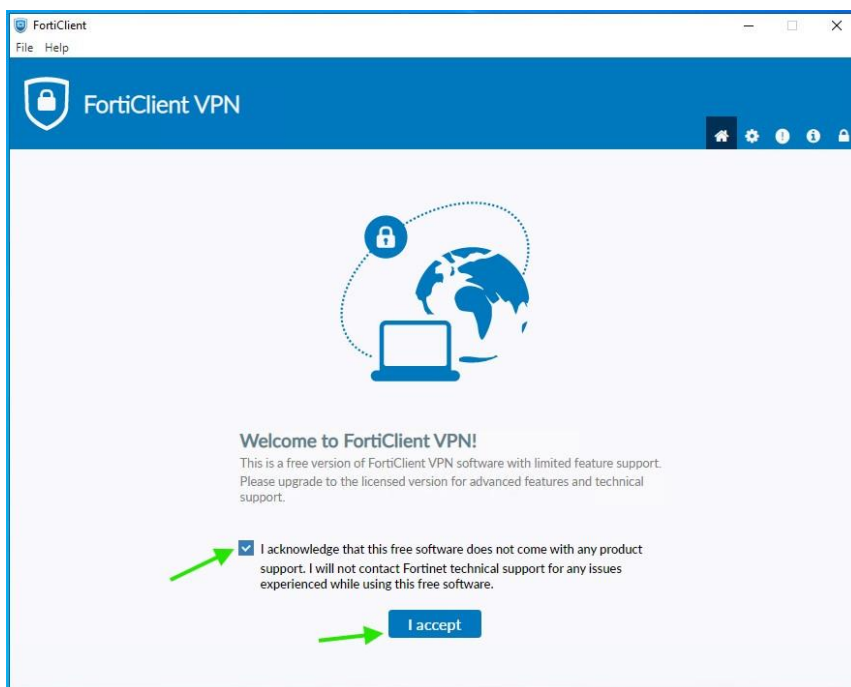 FortiClient
File Help
FortiClient VPN
Welcome to FortiClient VPN!
This is a free version of FortiClient VPN software with limited feature support.
Please upgrade to the licensed version for advanced features and technical
support.
I acknowledge that this free software does not come with any product
support. I will not contact Fortinet technical support for any issues
experienced while using this free software.
I accept